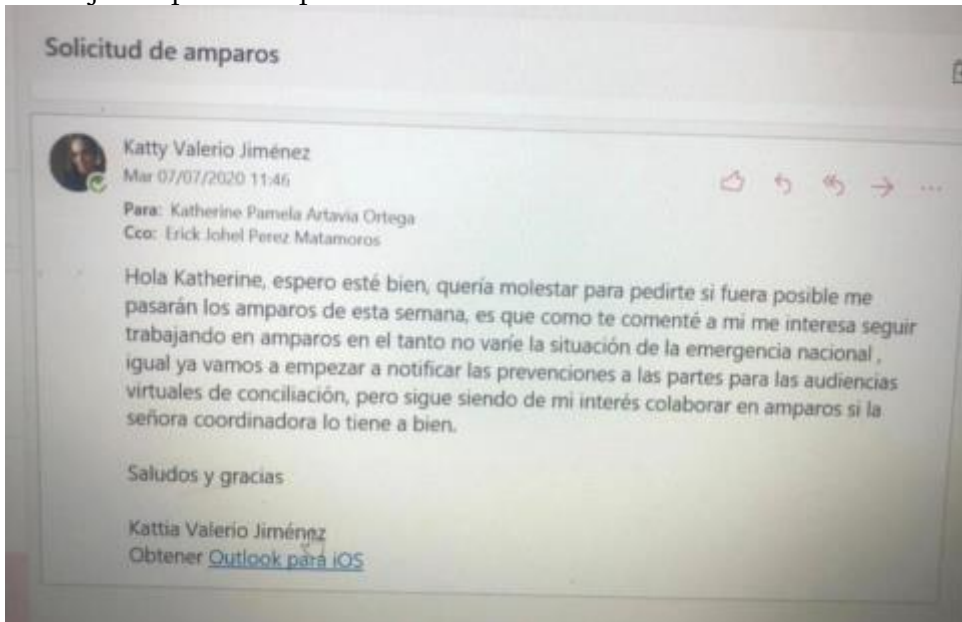 Solicitud de amparos
Katty Valerio Jiménez
Mar 07/07/2020 11:46
Para: Katherine Pamela Artavia Ortega
Cco: Erick Johel Perez Matamoros
Hola Katherine, espero esté bien, quería molestar para pedirte si fuera posible me
pasarán los amparos de esta semana, es que como te comenté a mi me interesa seguir
trabajando en amparos en el tanto no varíe la situación de la emergencia nacional ,
igual ya vamos a empezar a notificar las prevenciones a las partes para las audiencias
virtuales de conciliación, pero sigue siendo de mi interés colaborar en amparos si la
señora coordinadora lo tiene a bien.
Saludos y gracias
Kattia Valerio Jiménez
Obtener Outlook para iOS